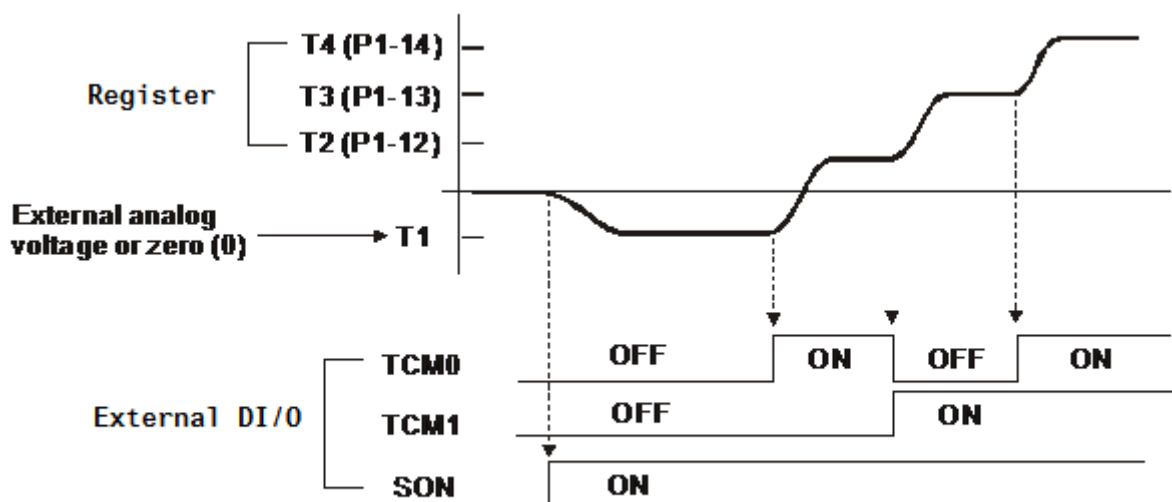 T4 (P1-14)
Register
T3 (P1-13)
T2 (P1-12)
External analog
voltage or zero (0)
T1
TCM0
OFF
ON
OFF
ON
External DI/O
TCM1
OFF
ON
SON
ON